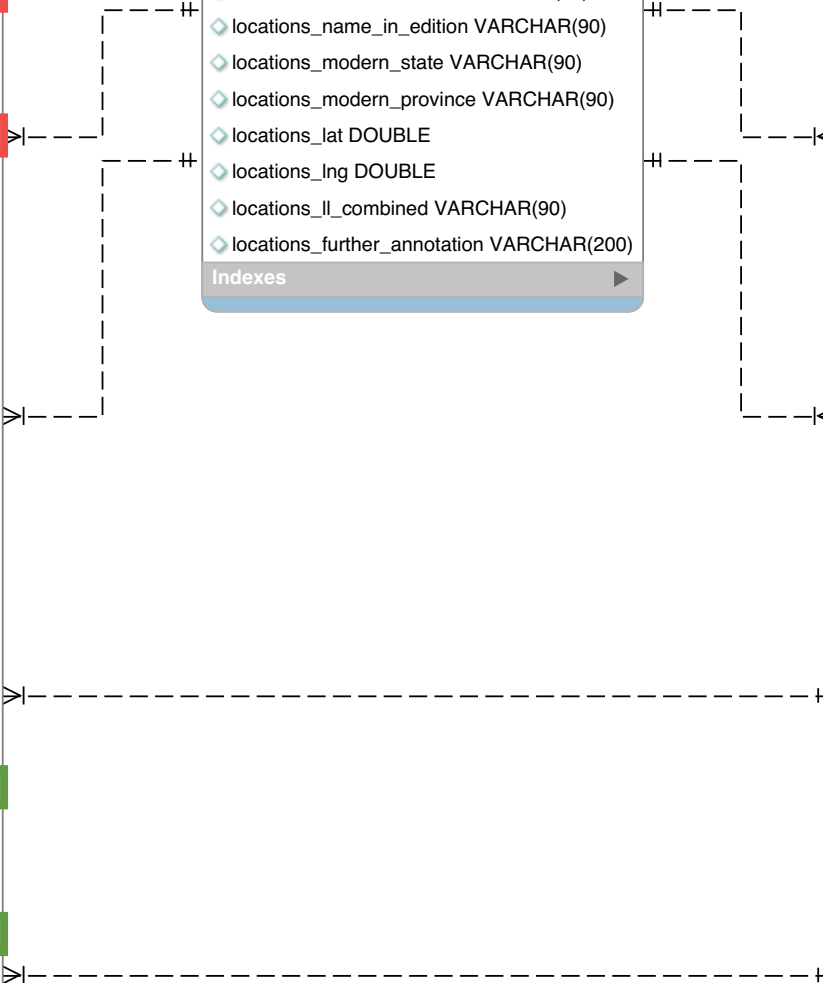 locations_name_in_edition VARCHAR(90)
locations_modern_state VARCHAR(90)
locations_modern_province VARCHAR(90)
locations_lat DOUBLE
locations_lng DOUBLE
locations_ll_combined VARCHAR(90)
locations_further_annotation VARCHAR(200)
Indexes